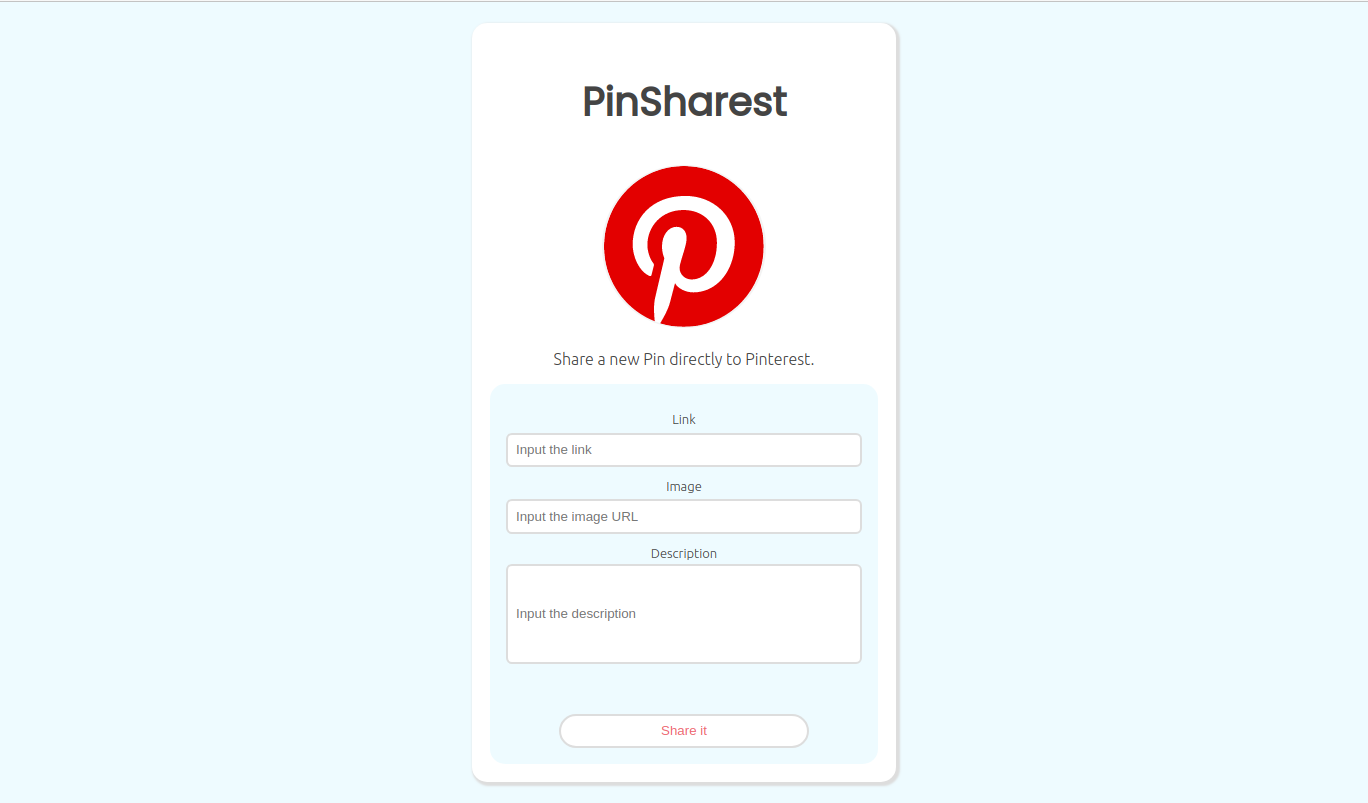 PinSharest
Share a new Pin directly to Pinterest.
Link
Input the link
Image
Input the image URL
Description
Input the description
Share it